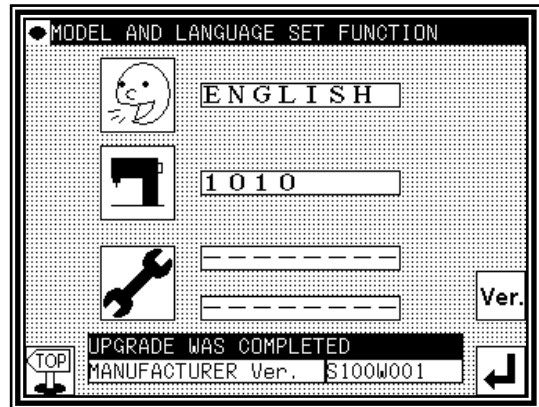 MODEL AND LANGUAGE SET FUNCTION
ENGLISH
1010
--------
--------
Ver.
UPGRADE WAS COMPLETED
TOP
MANUFACTURER Ver. S100W001